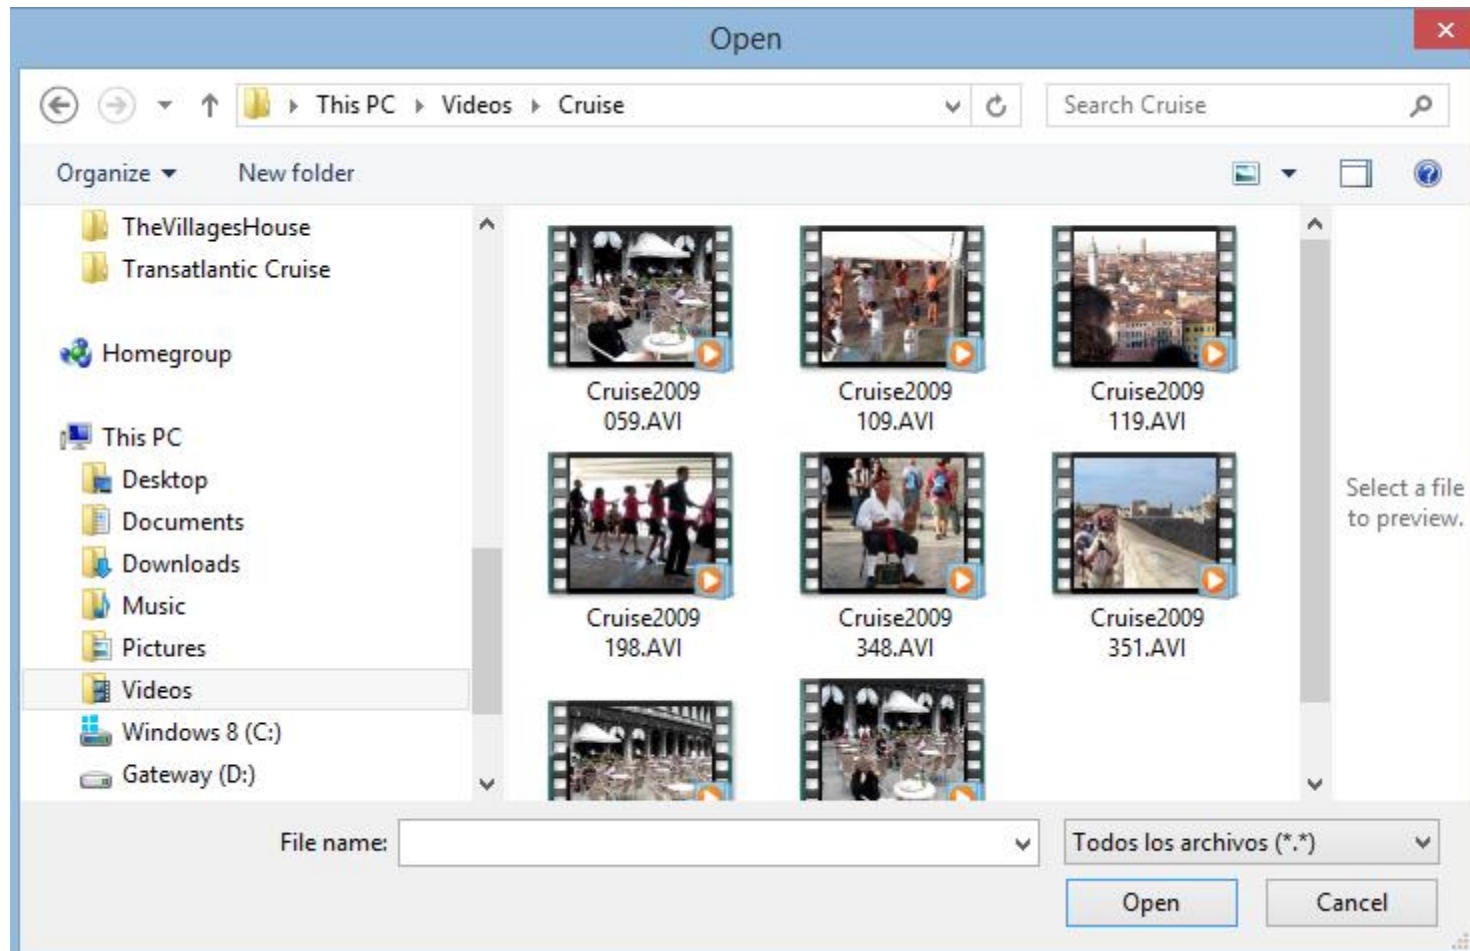 Open
This PC Videos Cruise
Search Cruise
Organize
New folder
TheVillagesHouse
Transatlantic Cruise
Homegroup
This PC
Desktop
Documents
Downloads
Music
Pictures
Videos
Windows 8 (C:)
Gateway (D:)
Cruise2009
059.AVI
Cruise2009
109.AVI
Cruise2009
119.AVI
Cruise2009
198.AVI
Cruise2009
348.AVI
Cruise2009
351.AVI
Select a file
to preview.
File name:
Todos los archivos (*.*)
Open
Cancel